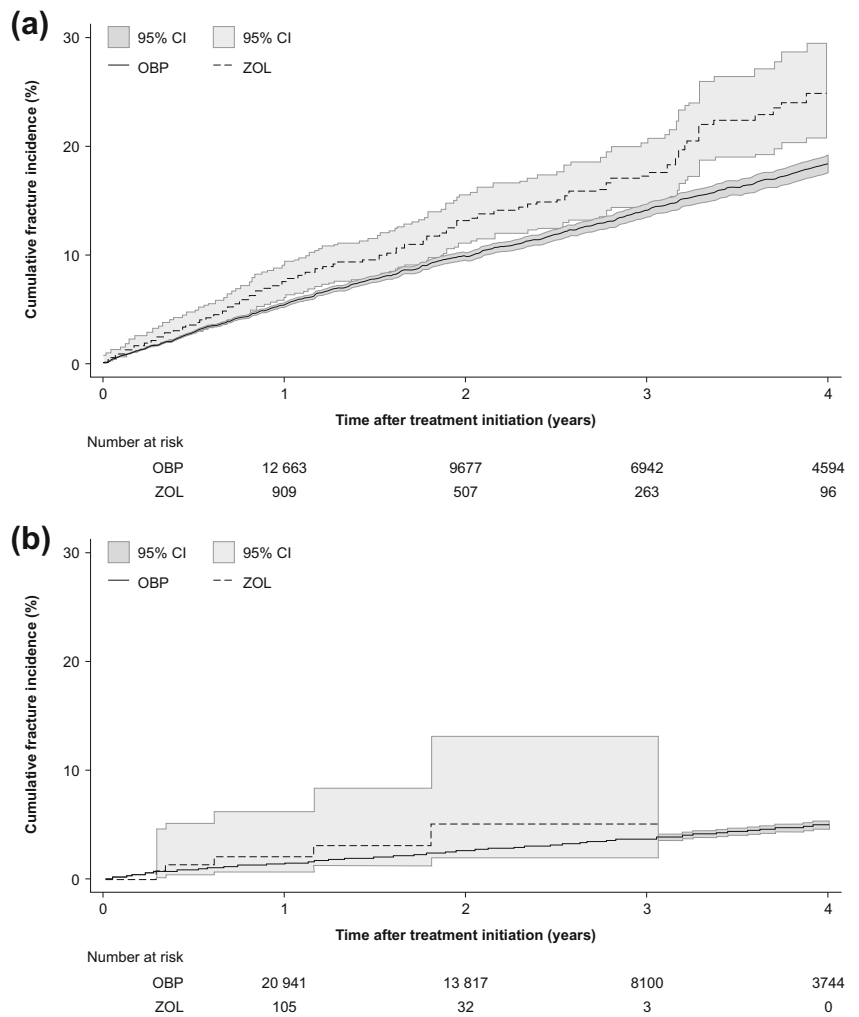 (a)
30
20
10
0
Cumulative fracture incidence (%)
95% CI 95% CI
OBP ZOL
0 1 2 3 4
Time after treatment initiation (years)
Number at risk
OBP 12 663 9677 6942 4594
ZOL 909 507 263 96
(b)
30
20
10
0
Cumulative fracture incidence (%)
95% CI 95% CI
OBP ZOL
0 1 2 3 4
Time after treatment initiation (years)
Number at risk
OBP 20 941 13 817 8100 3744
ZOL 105 32 3 0